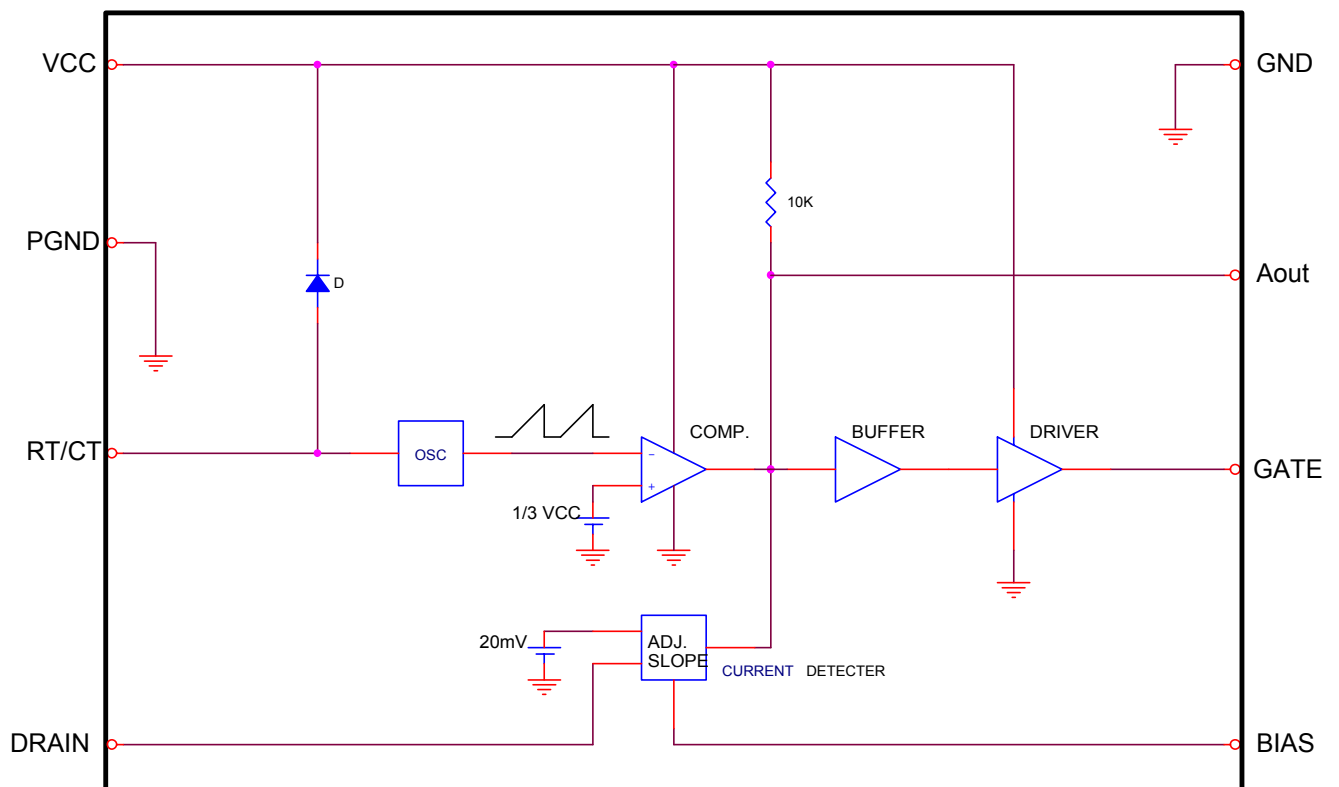 VCC
GND
10K
PGND
Aout
D
COMP.
BUFFER
DRIVER
RT/CT
OSC
−
GATE
+
1/3 VCC
20mV
ADJ.
SLOPE
CURRENT DETECTER
DRAIN
BIAS